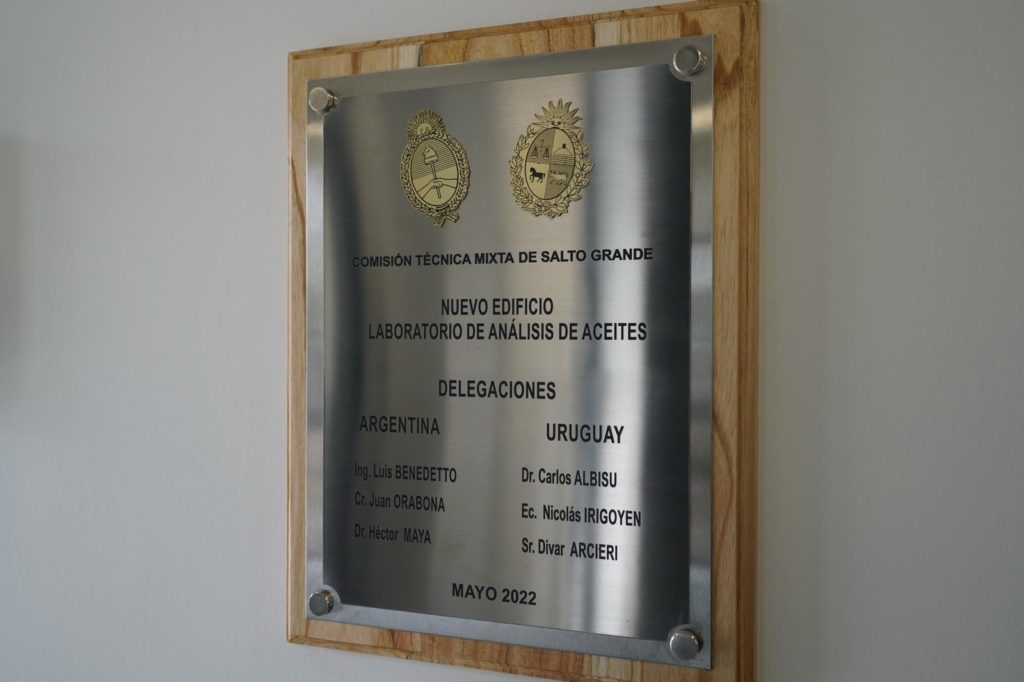 COMISIÓN TÉCNICA MIXTA DE SALTO GRANDE
NUEVO EDIFICIO
LABORATORIO DE ANÁLISIS DE ACEITES
DELEGACIONES
ARGENTINA
Ing. Luis BENEDETTO
Cr. Juan ORABONA
Dr. Héctor MAYA
URUGUAY
Dr. Carlos ALBISU
Ec. Nicolás IRIGOYEN
Sr. Divar ARCIERI
MAYO 2022